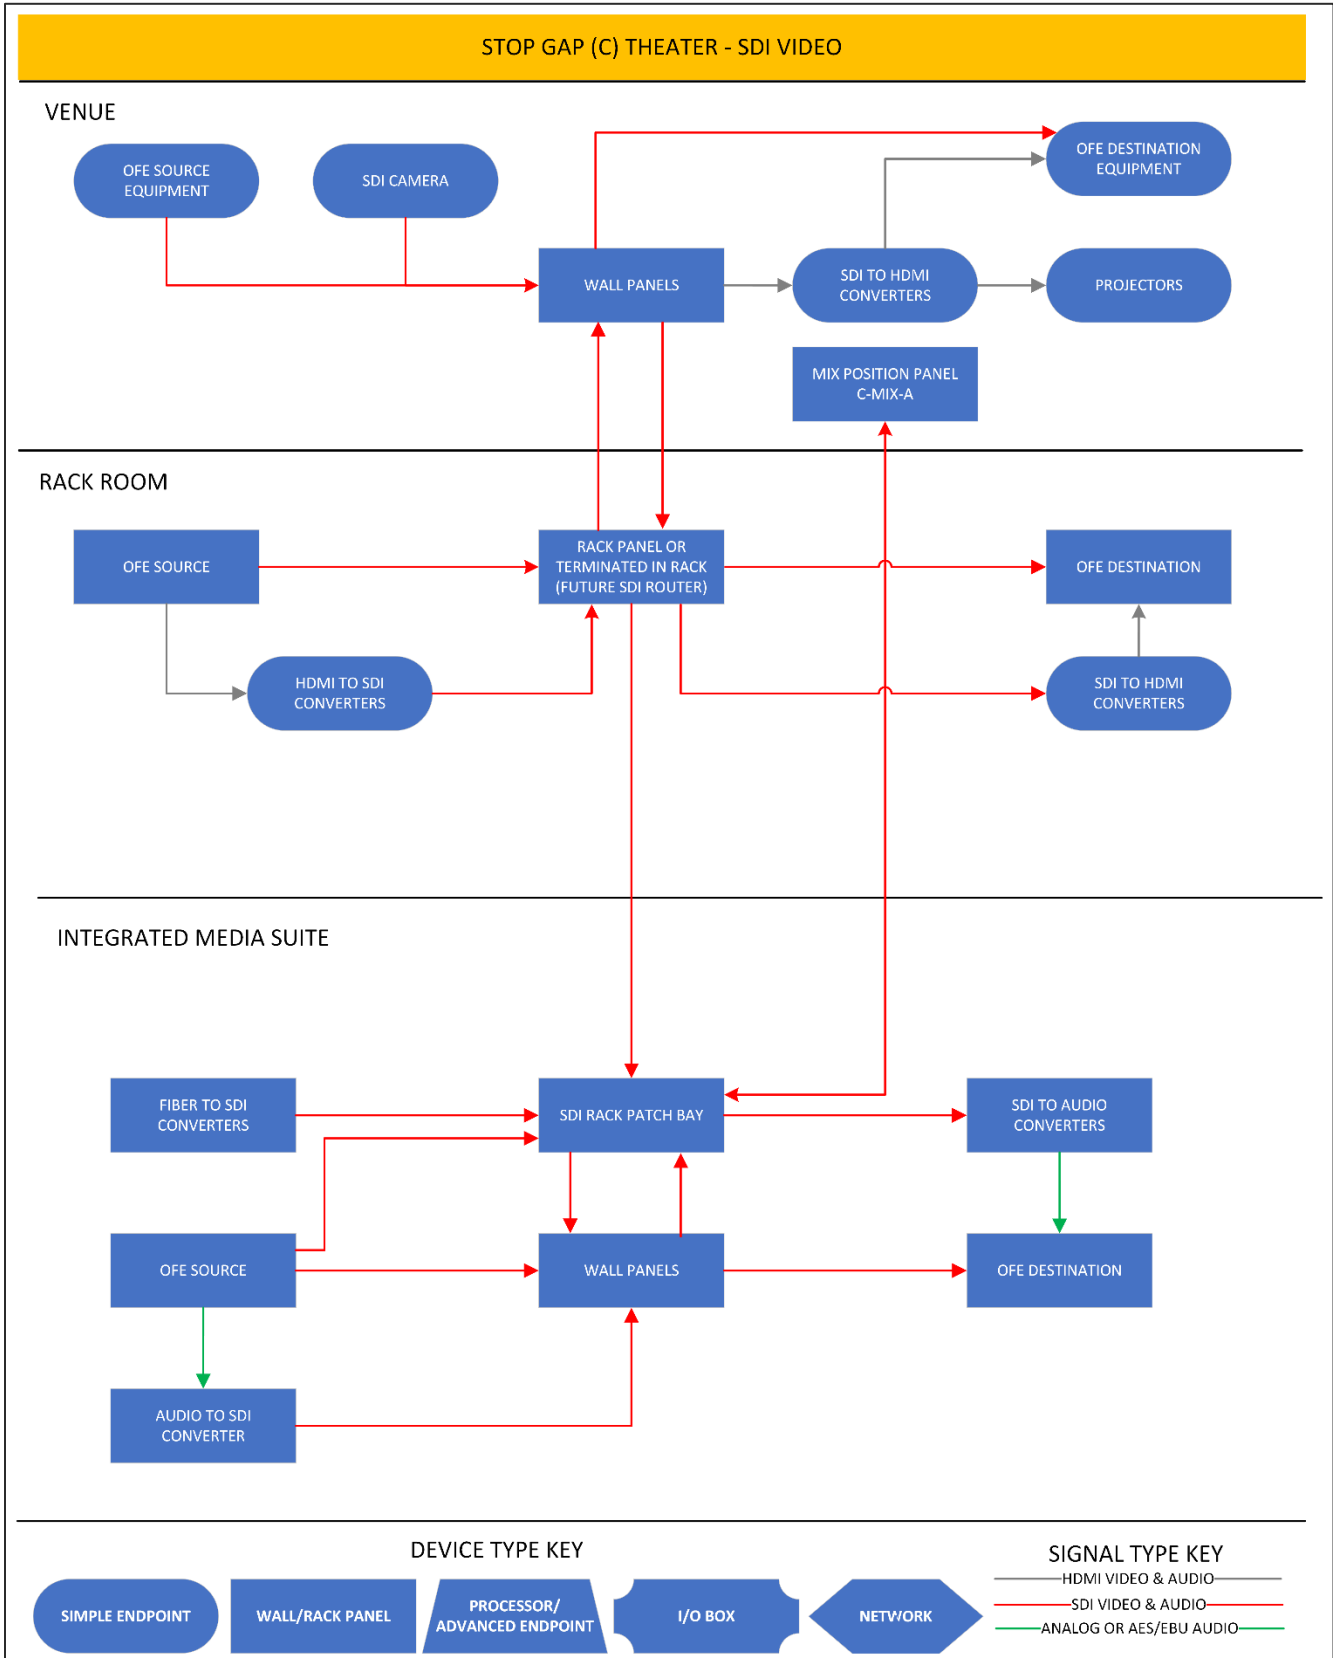 STOP GAP (C) THEATER - SDI VIDEO
VENUE
OFE SOURCE
EQUIPMENT
SDI CAMERA
OFE DESTINATION
EQUIPMENT
WALL PANELS
SDI TO HDMI
CONVERTERS
PROJECTORS
MIX POSITION PANEL
C-MIX-A
RACK ROOM
OFE SOURCE
RACK PANEL OR
TERMINATED IN RACK
(FUTURE SDI ROUTER)
OFE DESTINATION
HDMI TO SDI
CONVERTERS
SDI TO HDMI
CONVERTERS
INTEGRATED MEDIA SUITE
FIBER TO SDI
CONVERTERS
SDI RACK PATCH BAY
SDI TO AUDIO
CONVERTERS
OFE SOURCE
WALL PANELS
OFE DESTINATION
AUDIO TO SDI
CONVERTER
DEVICE TYPE KEY
SIMPLE ENDPOINT
WALL/RACK PANEL
PROCESSOR/
ADVANCED ENDPOINT
I/O BOX
NETWORK
SIGNAL TYPE KEY
HDMI VIDEO & AUDIO
SDI VIDEO & AUDIO
ANALOG OR AES/EBU AUDIO